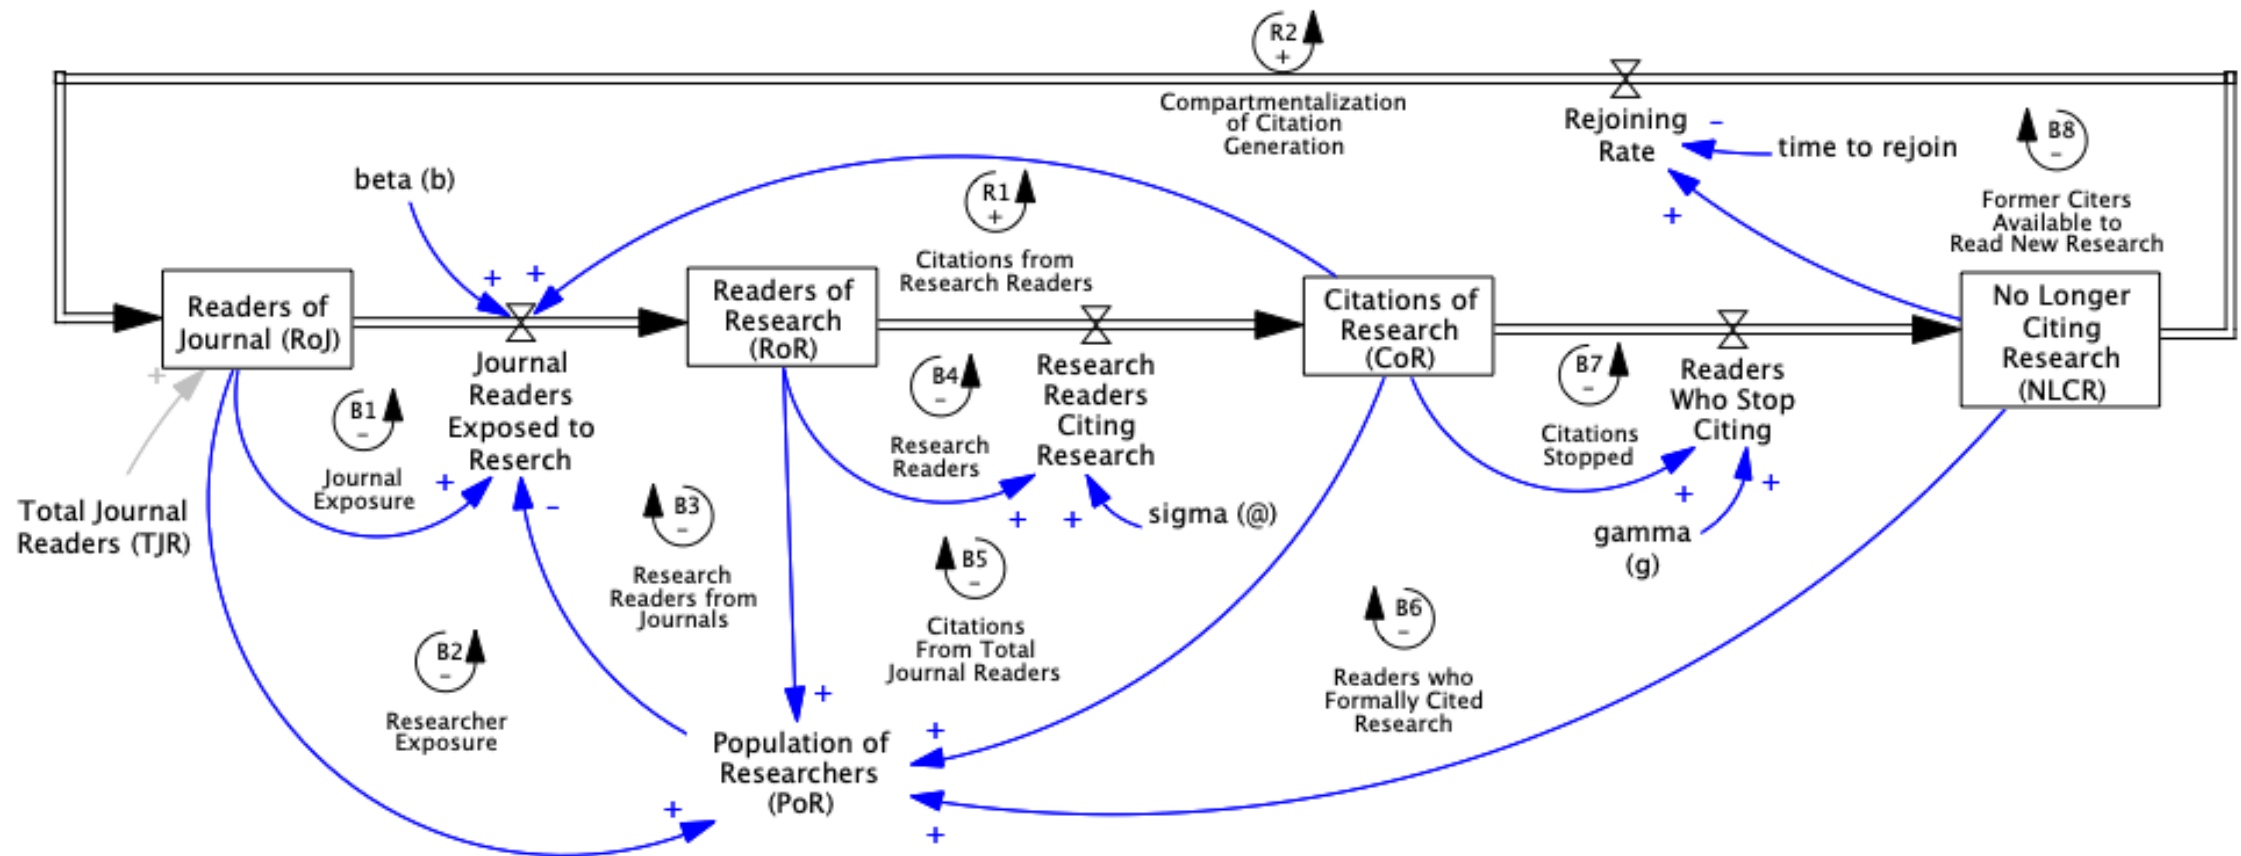 R2
+
Compartmentalization
of Citation
Generation
Rejoining
Rate
-
time to rejoin
+
B8
-
Former Citers
Available to
Read New Research
beta (b)
+
+
R1
+
Citations from
Research Readers
Readers of
Journal (RoJ)
Readers of
Research
(RoR)
Citations of
Research
(CoR)
No Longer
Citing
Research
(NLCR)
+
Total Journal
Readers (TJR)
B1
-
Journal
Exposure
+
Journal
Readers
Exposed to
Reserch
-
B4
-
Research
Readers
Research
Readers
Citing
Research
+
+
sigma (@)
B7
-
Citations
Stopped
Readers
Who Stop
Citing
+
+
gamma
(g)
B3
-
Research
Readers from
Journals
B5
-
Citations
From Total
Journal Readers
B6
-
Readers who
Formally Cited
Research
B2
-
Researcher
Exposure
+
+
+
+
Population of
Researchers
(PoR)